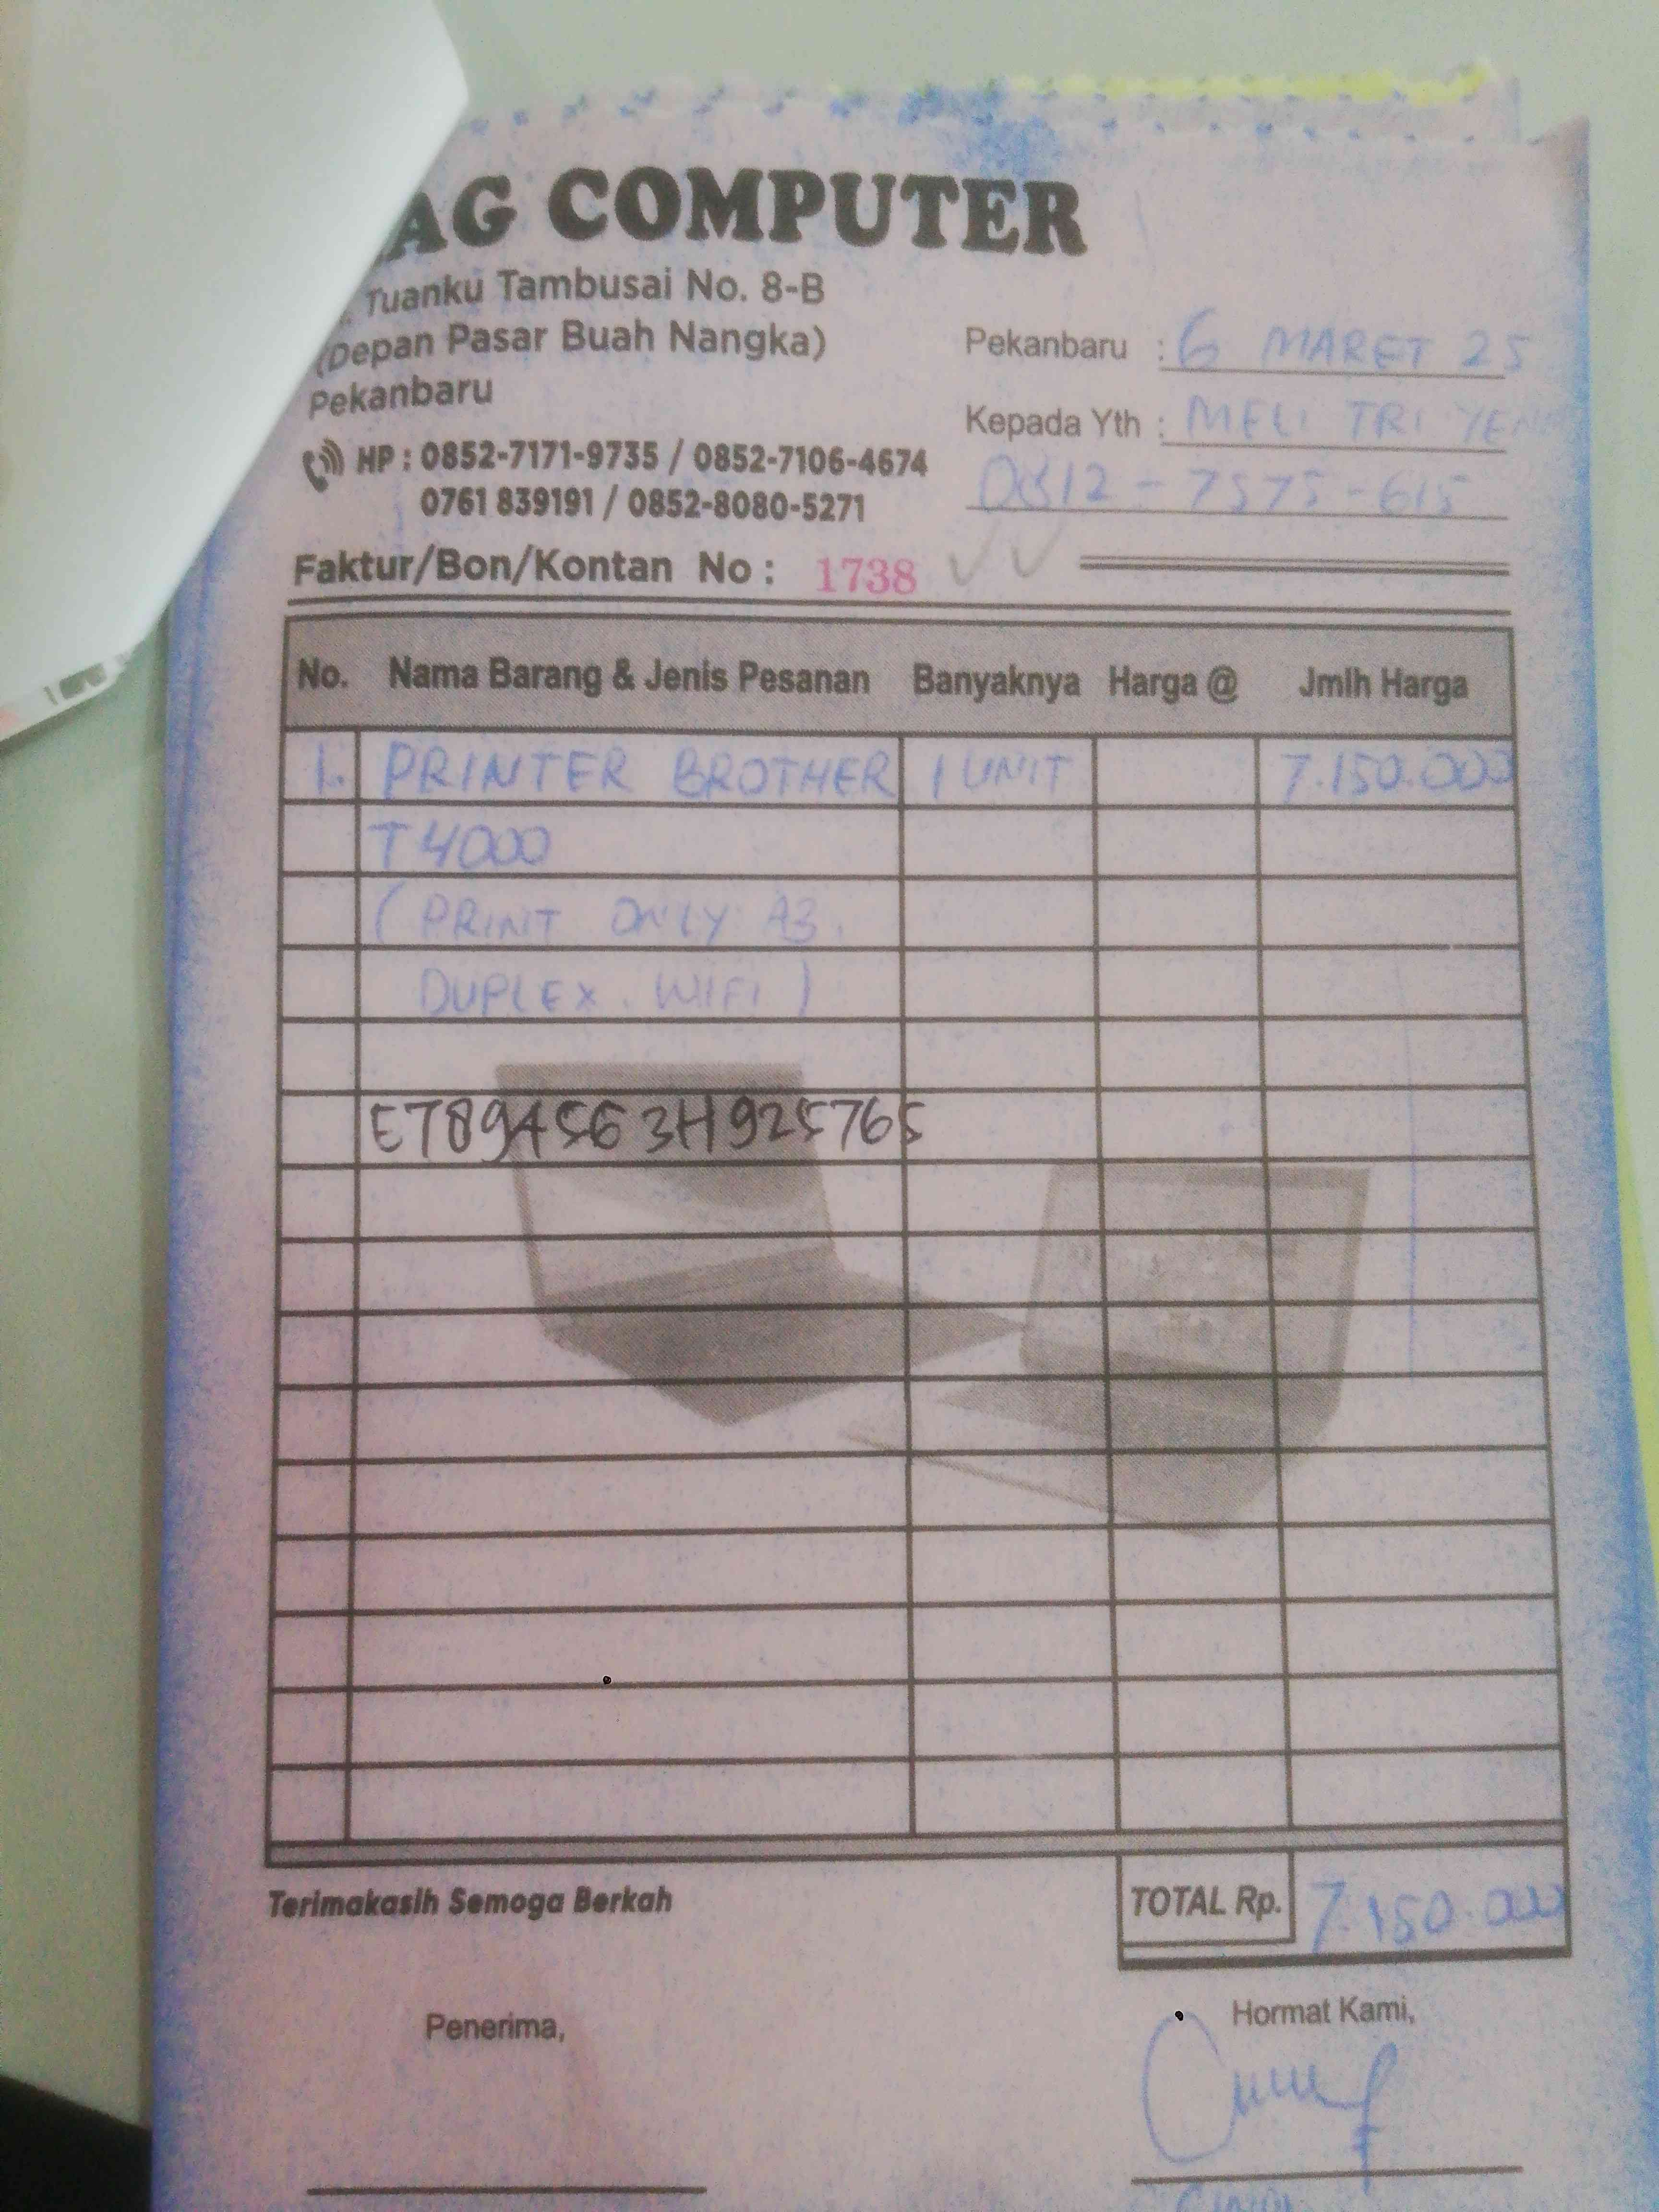 AG COMPUTER
Tuanku Tambusai No. 8-B
(Depan Pasar Buah Nangka)
Pekanbaru
HP : 0852-7171-9735 / 0852-7106-4674
0761 839191 / 0852-8080-5271
Pekanbaru : 6 MARET 25
Kepada Yth : MELI TRI YEN
0812-7575-615
Faktur/Bon/Kontan No : 1738
No. Nama Barang & Jenis Pesanan Banyaknya Harga @ Jmlh Harga
1. PRINTER BROTHER 1 UNIT 7.150.000
T4000
( PRINT ONLY A3.
DUPLEX. WIFI )
E7894563H925765
Terimakasih Semoga Berkah
TOTAL Rp. 7.150.000
Penerima,
Hormat Kami,